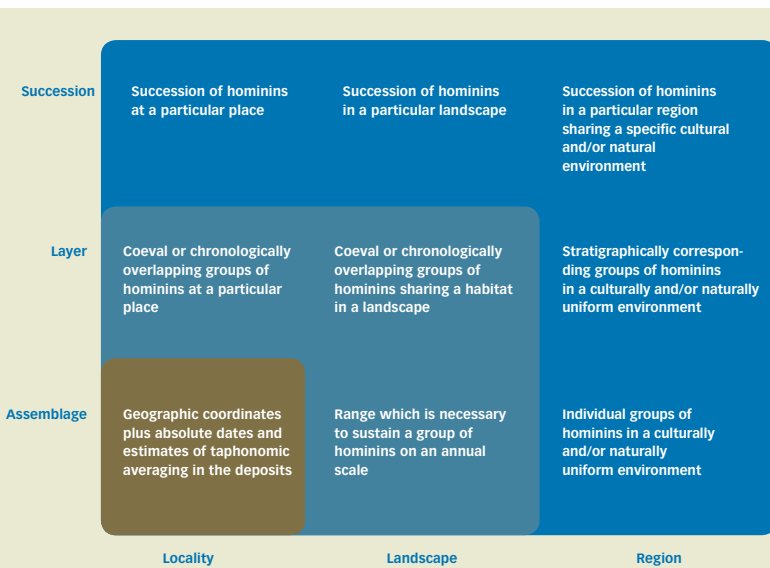 Succession
Succession of hominins
at a particular place
Succession of hominins
in a particular landscape
Succession of hominins
in a particular region
sharing a specific cultural
and/or natural
environment
Layer
Coeval or chronologically
overlapping groups of
hominins at a particular
place
Coeval or chronologically
overlapping groups of
hominins sharing a habitat
in a landscape
Stratigraphically correspon-
ding groups of hominins
in a culturally and/or naturally
uniform environment
Assemblage
Geographic coordinates
plus absolute dates and
estimates of taphonomic
averaging in the deposits
Range which is necessary
to sustain a group of
hominins on an annual
scale
Individual groups of
hominins in a culturally
and/or naturally
uniform environment
Locality
Landscape
Region